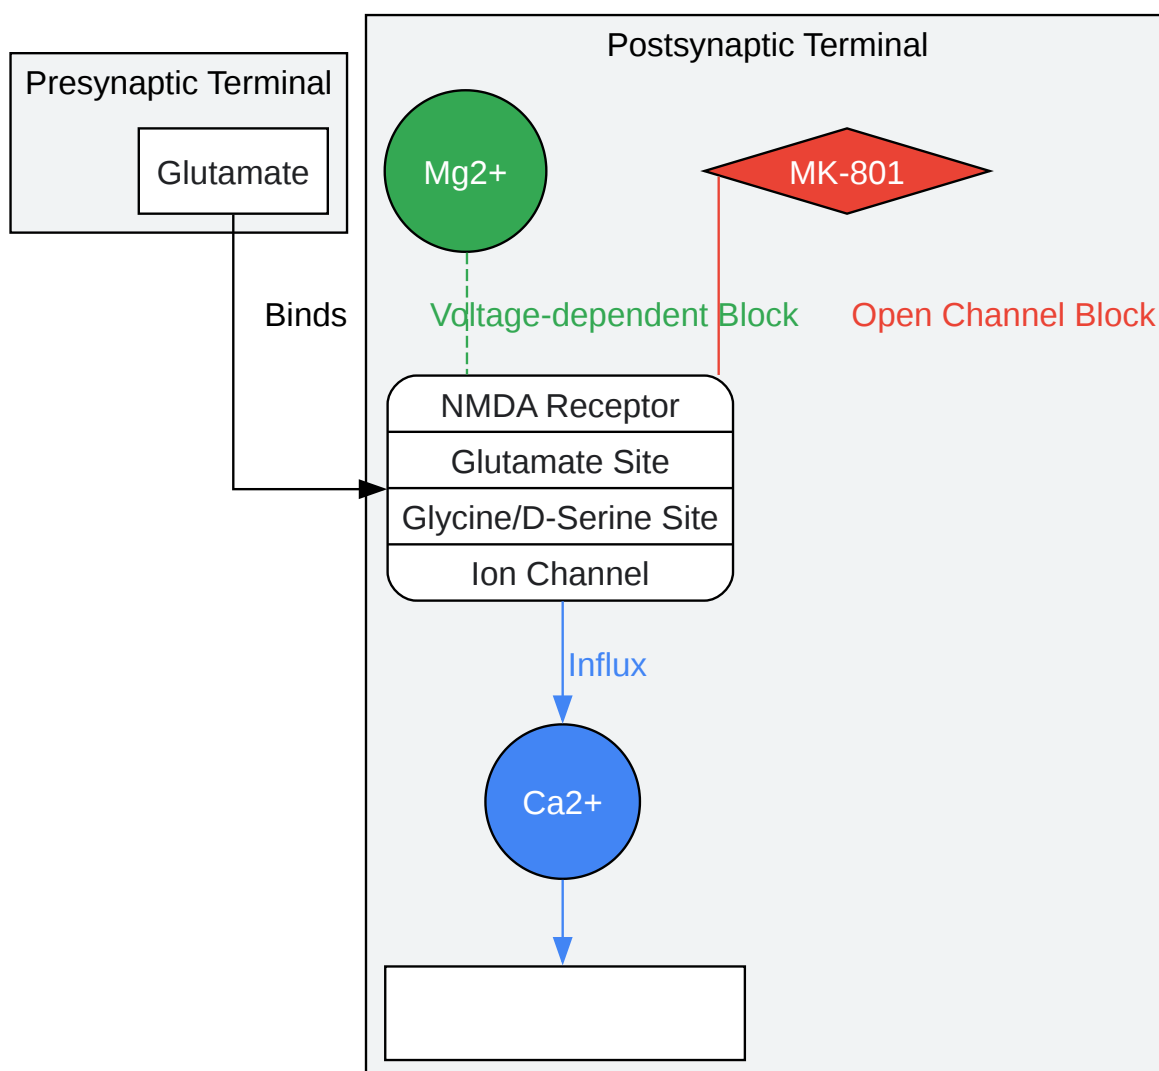 Postsynaptic Terminal
Presynaptic Terminal
Glutamate
Mg2+
MK-801
Binds
Voltage-dependent Block
Open Channel Block
NMDA Receptor
Glutamate Site
Glycine/D-Serine Site
Ion Channel
Influx
Ca2+